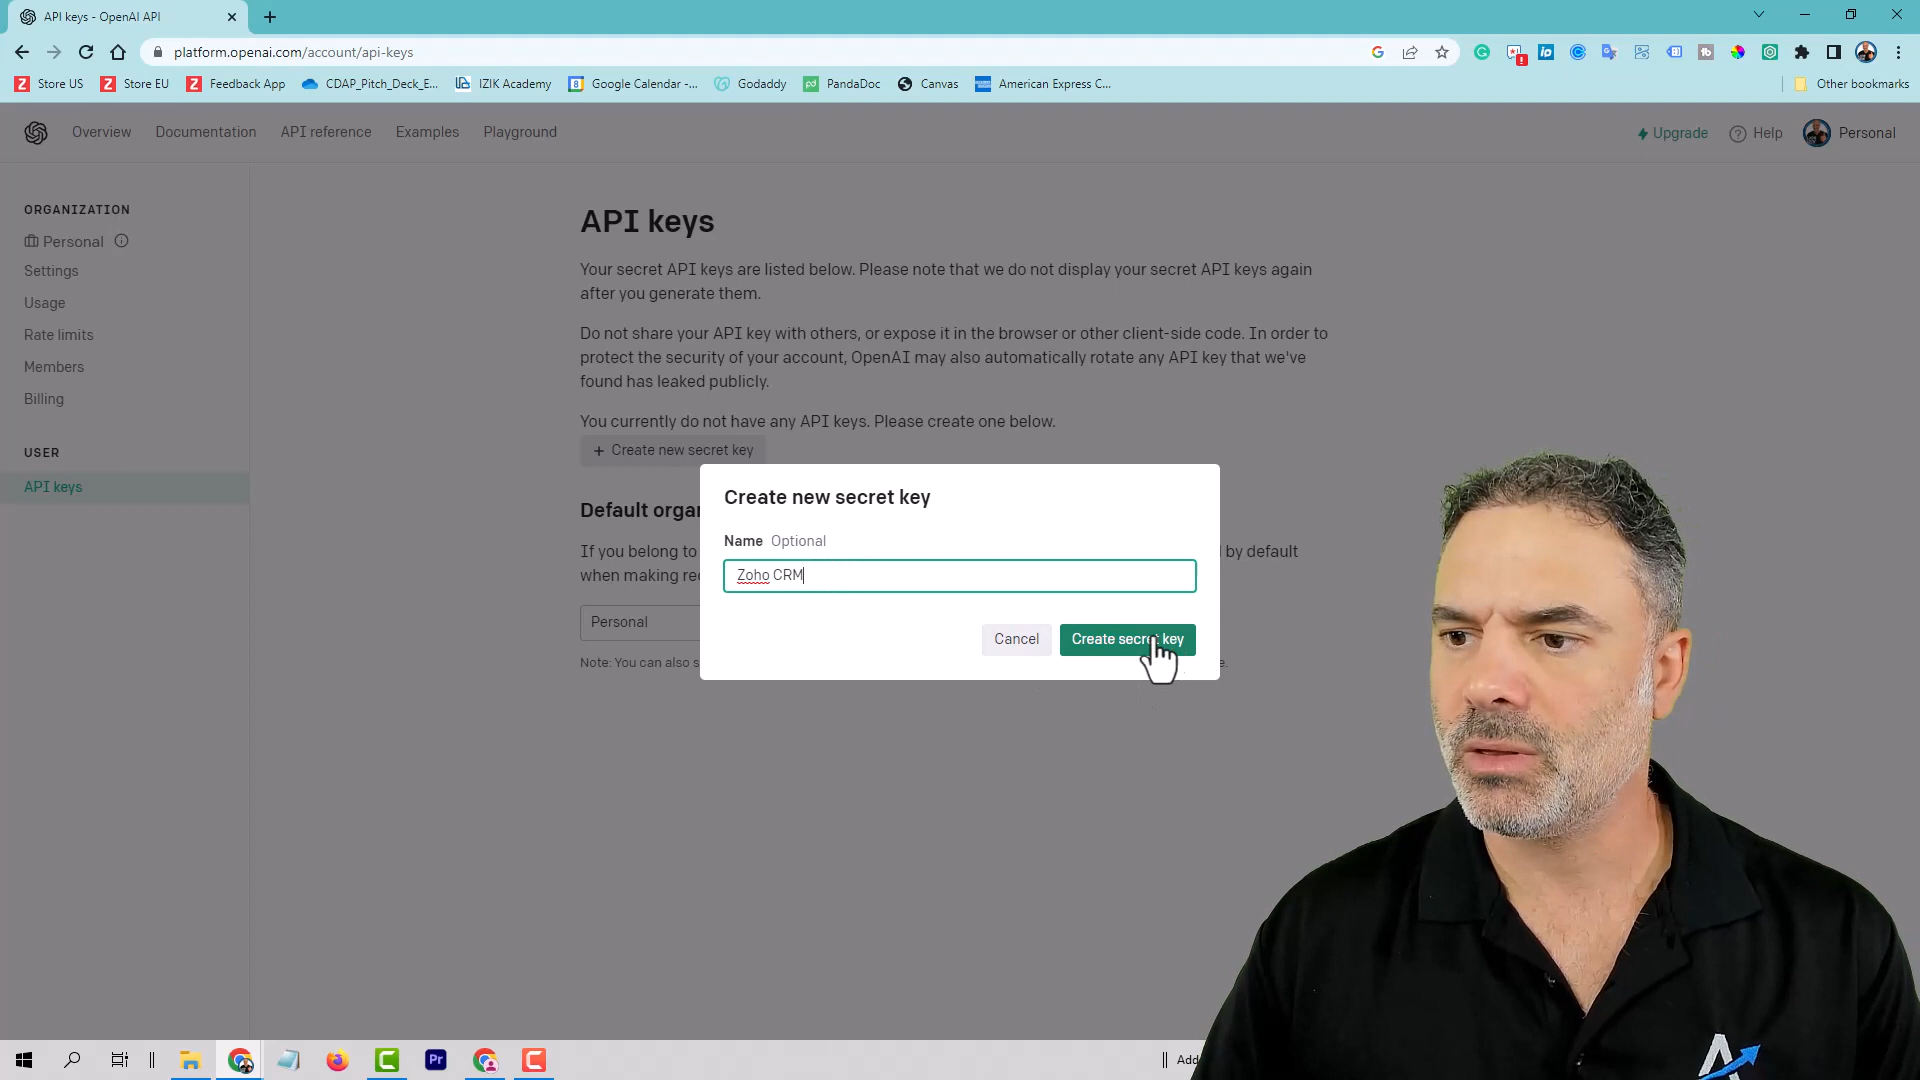 API keys - OpenAI API
platform.openai.com/account/api-keys
Store US
Store EU
Feedback App
CDAP_Pitch_Deck_E...
IZIK Academy
Google Calendar -...
Godaddy
PandaDoc
Canvas
American Express C...
Other bookmarks
Overview
Documentation
API reference
Examples
Playground
Upgrade
Help
Personal
ORGANIZATION
Personal
Settings
Usage
Rate limits
Members
Billing
USER
API keys
API keys
Your secret API keys are listed below. Please note that we do not display your secret API keys again
after you generate them.
Do not share your API key with others, or expose it in the browser or other client-side code. In order to
protect the security of your account, OpenAI may also automatically rotate any API key that we've
found has leaked publicly.
You currently do not have any API keys. Please create one below.
+ Create new secret key
Default orga
If you belong to
by default
when making re
Personal
Note: You can also s
e.
Create new secret key
Name Optional
Zoho CRM
Cancel
Create secret key
Pr
Add